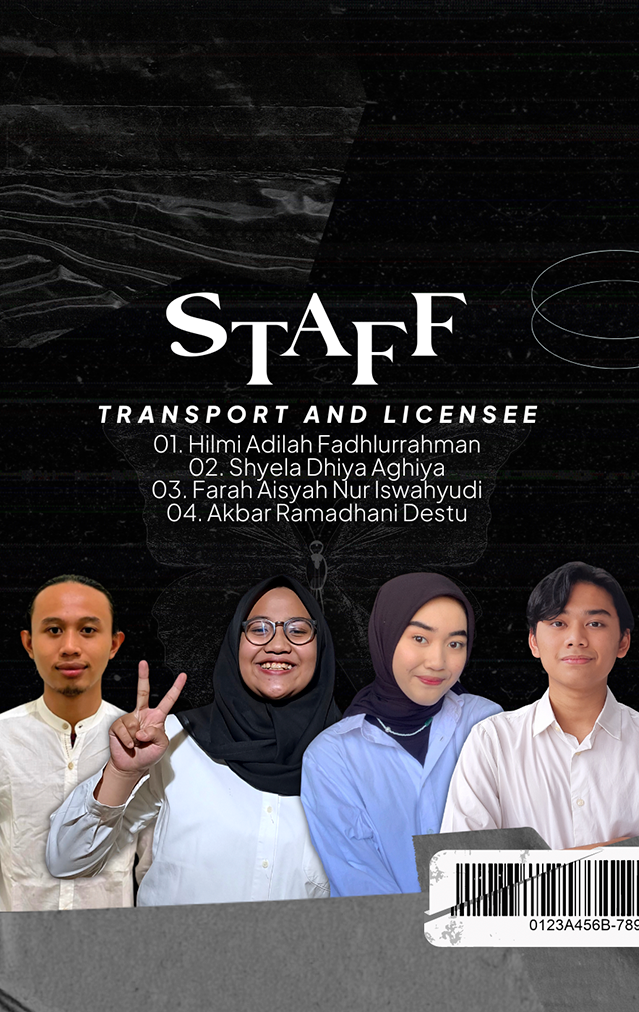 STAFF
TRANSPORT AND LICENSEE
01. Hilmi Adilah Fadhlurrahman
02. Shyela Dhiya Aghiya
03. Farah Aisyah Nur Iswahyudi
04. Akbar Ramadhani Destu
0123A456B-789